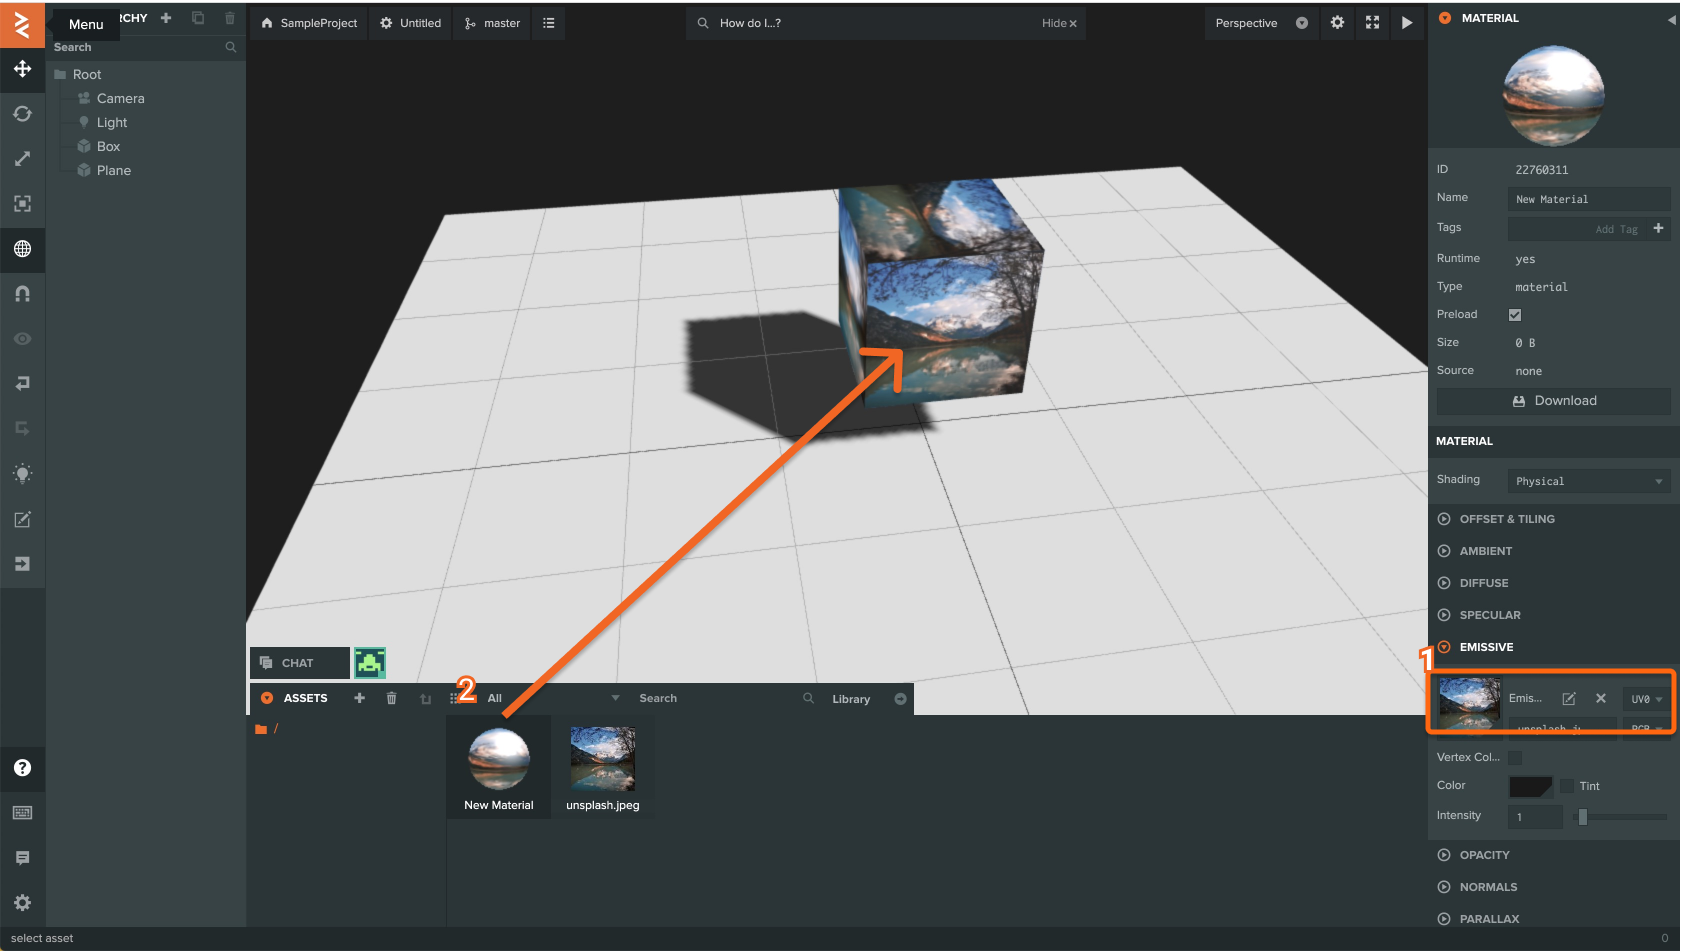 Menu
RCHY
Search
Root
Camera
Light
Box
Plane
SampleProject
Untitled
master
How do I...?
Hide
Perspective
CHAT
ASSETS
All
Search
Library
/
New Material
unsplash.jpeg
2
select asset
MATERIAL
ID 22760311
Name New Material
Tags Add Tag
Runtime yes
Type material
Preload
Size 0 B
Source none
Download
MATERIAL
Shading Physical
OFFSET & TILING
AMBIENT
DIFFUSE
SPECULAR
EMISSIVE
1
Emis... UV0
unsplash.j RGB
Vertex Col...
Color Tint
Intensity 1
OPACITY
NORMALS
PARALLAX
0